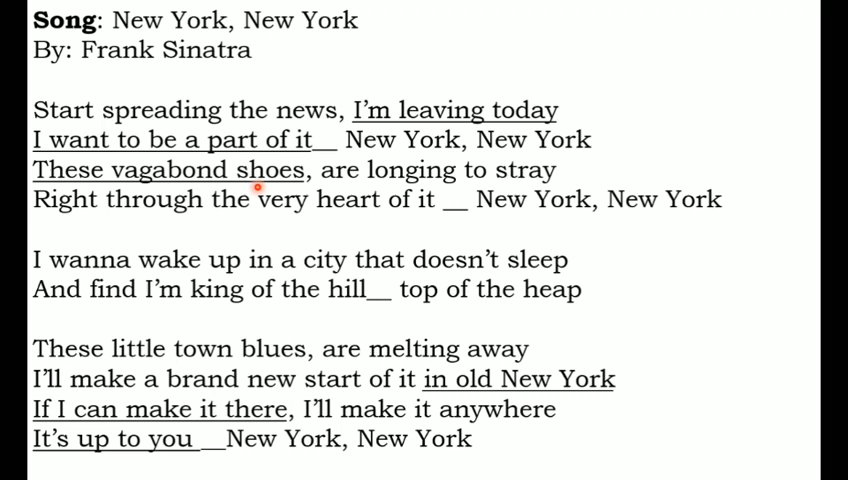 Song: New York, New York
By: Frank Sinatra
Start spreading the news, I'm leaving today
I want to be a part of it__ New York, New York
These vagabond shoes, are longing to stray
Right through the very heart of it __ New York, New York
I wanna wake up in a city that doesn't sleep
And find I'm king of the hill__ top of the heap
These little town blues, are melting away
I'll make a brand new start of it in old New York
If I can make it there, I'll make it anywhere
It's up to you __New York, New York